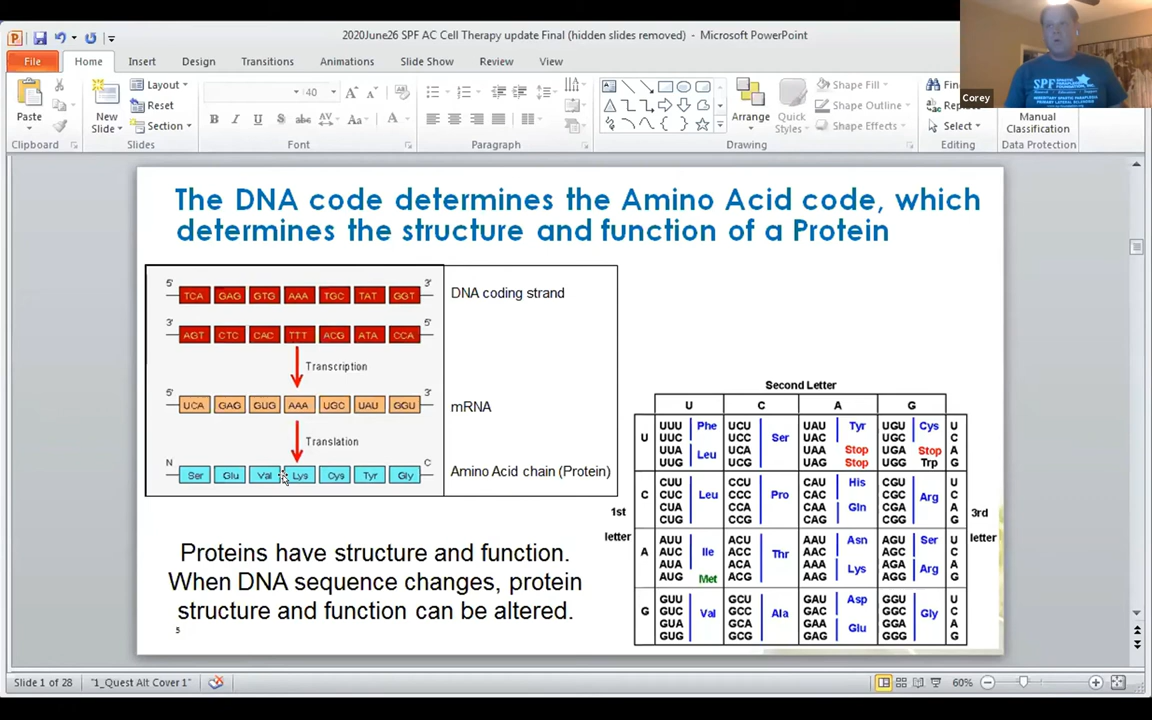 2020June26 SPF AC Cell Therapy update Final (hidden slides removed) - Microsoft PowerPoint
File Home Insert Design Transitions Animations Slide Show Review View
Paste
New
Slide
Layout
Reset
Section
40
Arrange
Quick
Styles
Shape Fill
Shape Outline
Shape Effects
Select
Manual
Classification
Clipboard Slides Font Paragraph Drawing Editing Data Protection
SPF
Corey
The DNA code determines the Amino Acid code, which
determines the structure and function of a Protein
5' 3'
TCA GAG GTG AAA TGC TAT GGT DNA coding strand
3' 5'
AGT CTC CAC TTT ACG ATA CCA
Transcription
5' 3'
UCA GAG GUG AAA UGC UAU GGU mRNA
Translation
N C
Ser Glu Val Lys Cys Tyr Gly Amino Acid chain (Protein)
Proteins have structure and function.
When DNA sequence changes, protein
structure and function can be altered.
5
Second Letter
U C A G
1st
letter
3rd
letter
U
UUU Phe UCU Ser UAU Tyr UGU Cys U
UUC UCC UAC UGC C
UUA Leu UCA UAA Stop UGA Stop A
UUG UCG UAG Stop UGG Trp G
C
CUU Leu CCU Pro CAU His CGU Arg U
CUC CCC CAC CGC C
CUA CCA CAA Gln CGA A
CUG CCG CAG CGG G
A
AUU Ile ACU Thr AAU Asn AGU Ser U
AUC ACC AAC AGC C
AUA ACA AAA Lys AGA Arg A
AUG Met ACG AAG AGG G
G
GUU Val GCU Ala GAU Asp GGU Gly U
GUC GCC GAC GGC C
GUA GCA GAA Glu GGA A
GUG GCG GAG GGG G
Slide 1 of 28 "1_Quest Alt Cover 1" 60%